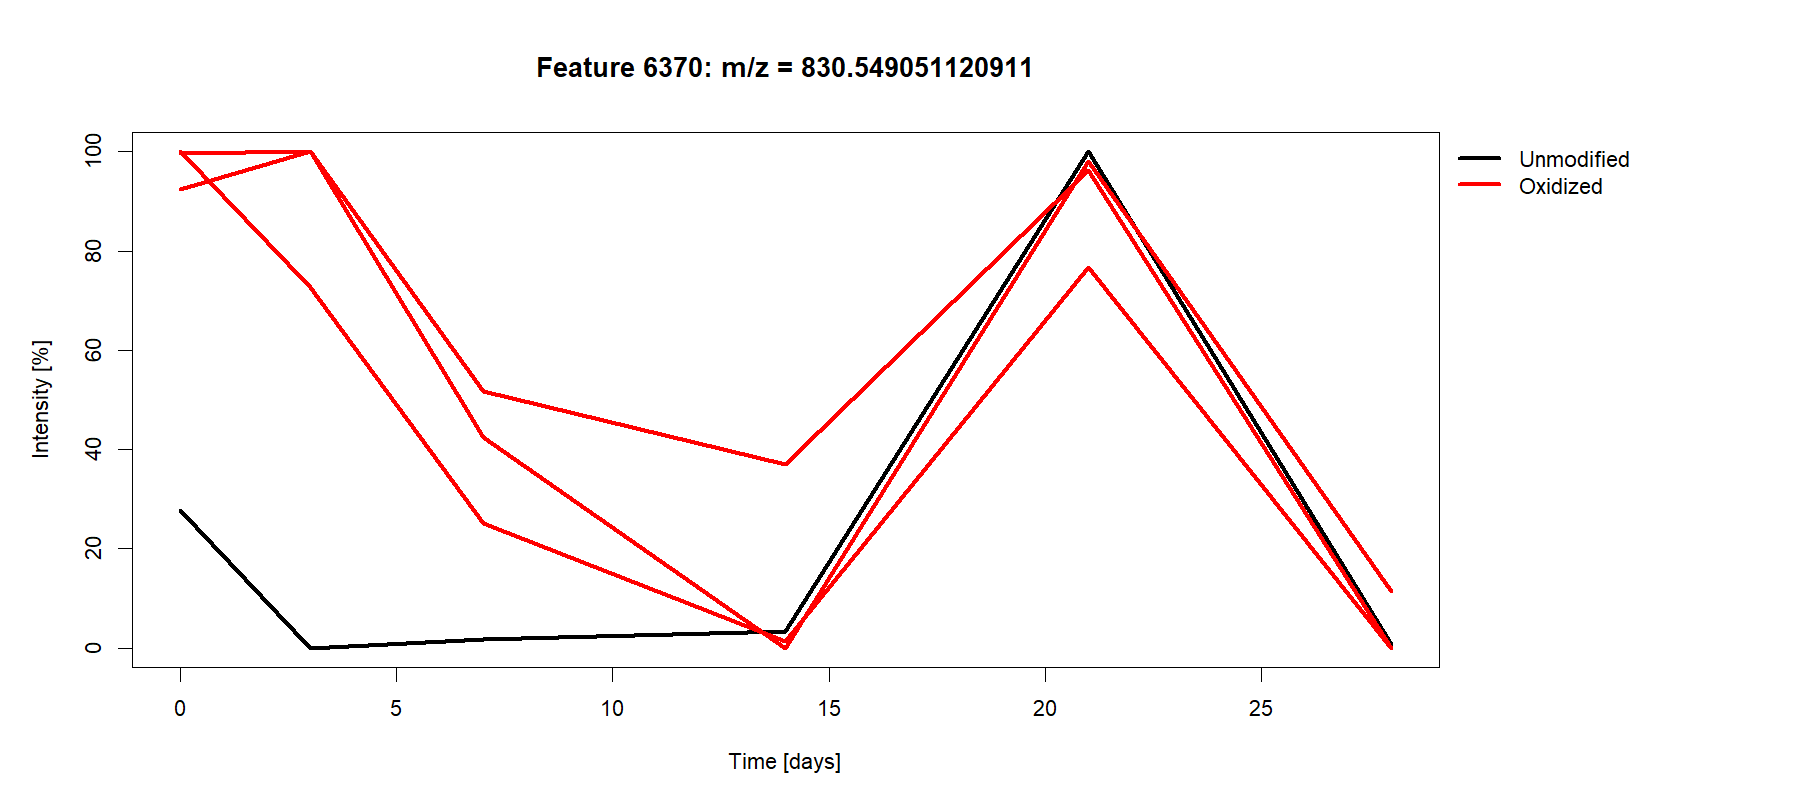 Feature 6370: m/z = 830.549051120911
100
80
60
40
20
0
Intensity [%]
0 5 10 15 20 25
Time [days]
Unmodified
Oxidized